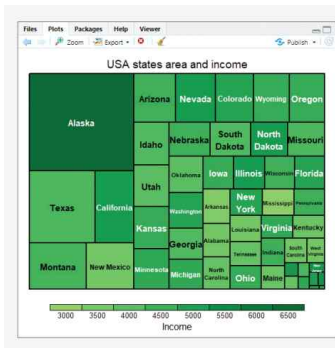 Files Plots Packages Help Viewer
Zoom Export Publish
USA states area and income
Alaska
Arizona Nevada Colorado Wyoming Oregon
Idaho Nebraska South Dakota North Dakota Missouri
Texas California Utah Oklahoma Iowa Illinois Wisconsin Florida
Kansas Washington Arkansas New York Mississippi Pennsylvania
Louisiana Virginia Kentucky
Montana New Mexico Minnesota Georgia Alabama Tennessee Indiana South Carolina West Virginia
Michigan North Carolina Ohio Maine
3000 3500 4000 4500 5000 5500 6000 6500
Income